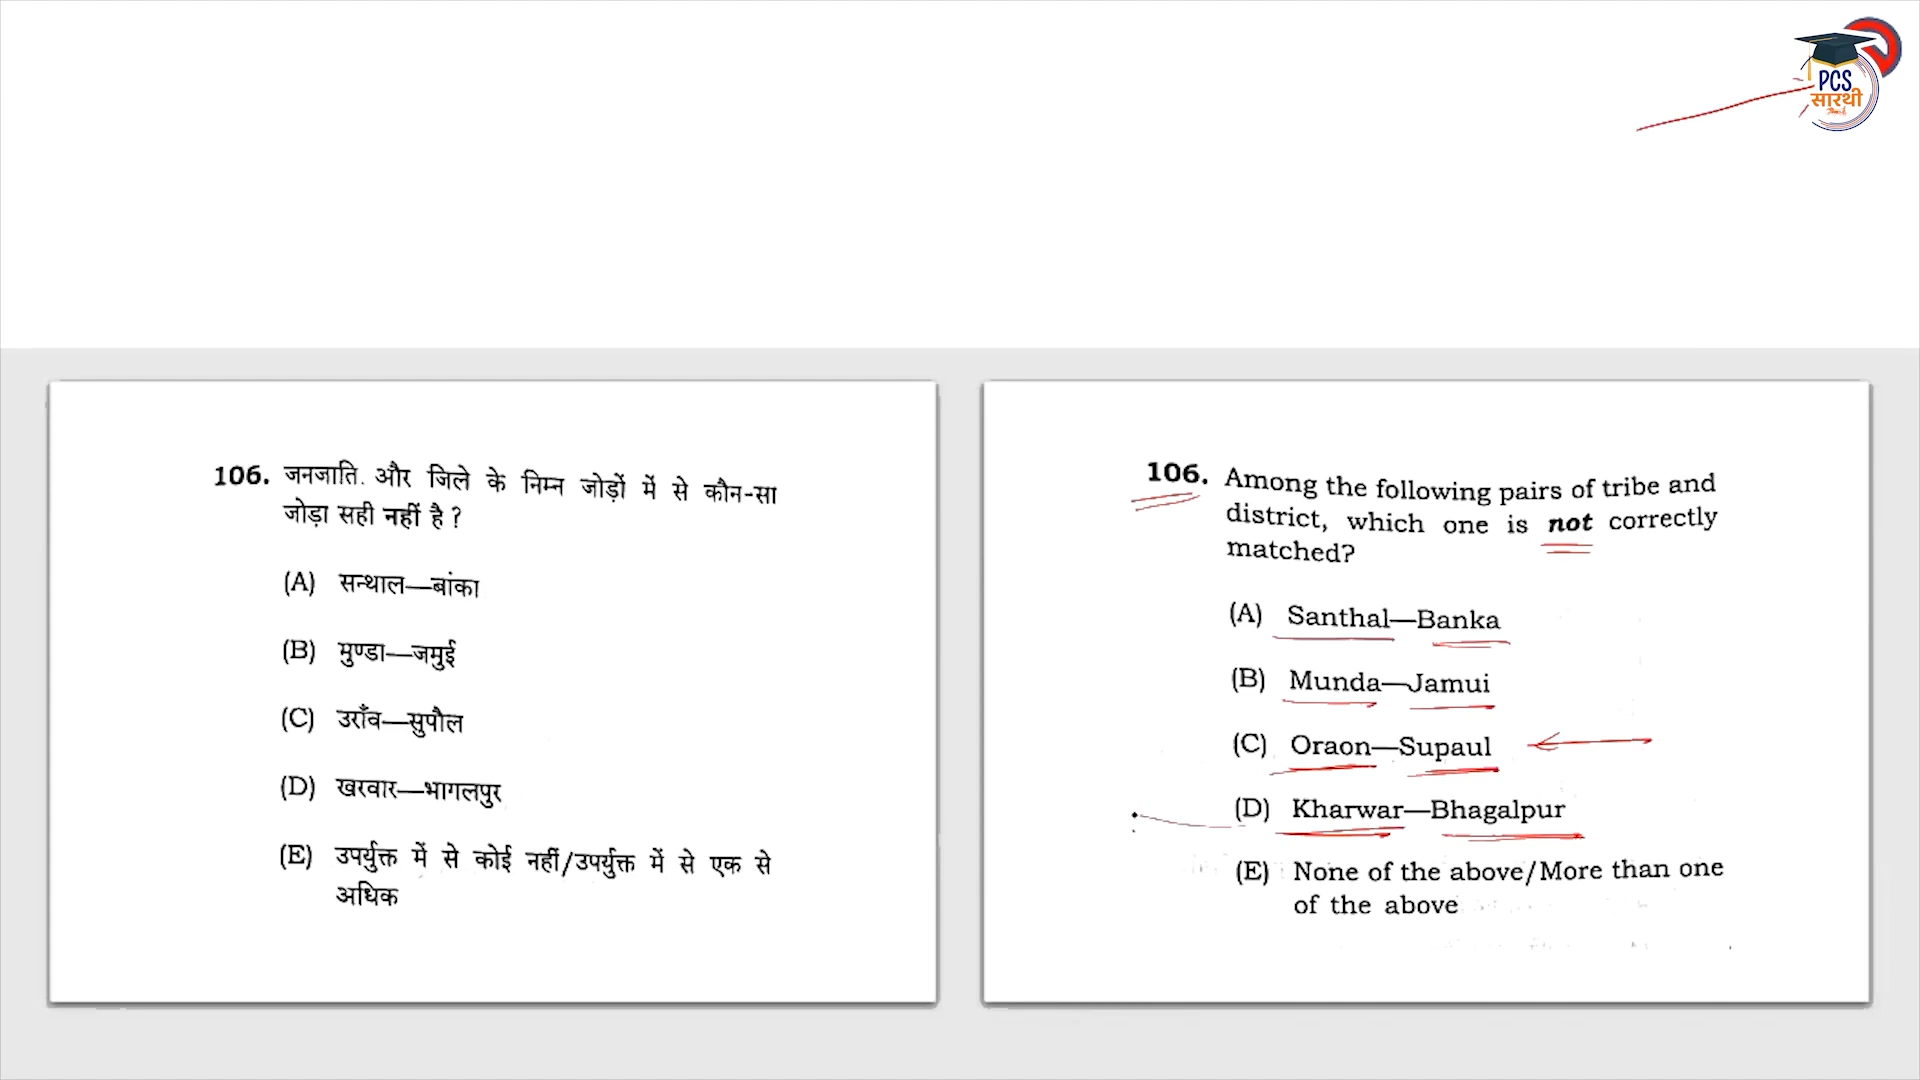 PCS
सारथी
106. जनजाति और जिले के निम्न जोड़ों में से कौन-सा
जोड़ा सही नहीं है ?
(A) सन्थाल—बांका
(B) मुण्डा—जमुई
(C) उराँव—सुपौल
(D) खरवार—भागलपुर
(E) उपर्युक्त में से कोई नहीं/उपर्युक्त में से एक से
अधिक
106. Among the following pairs of tribe and
district, which one is not correctly
matched?
(A) Santhal—Banka
(B) Munda—Jamui
(C) Oraon—Supaul
(D) Kharwar—Bhagalpur
(E) None of the above/More than one
of the above